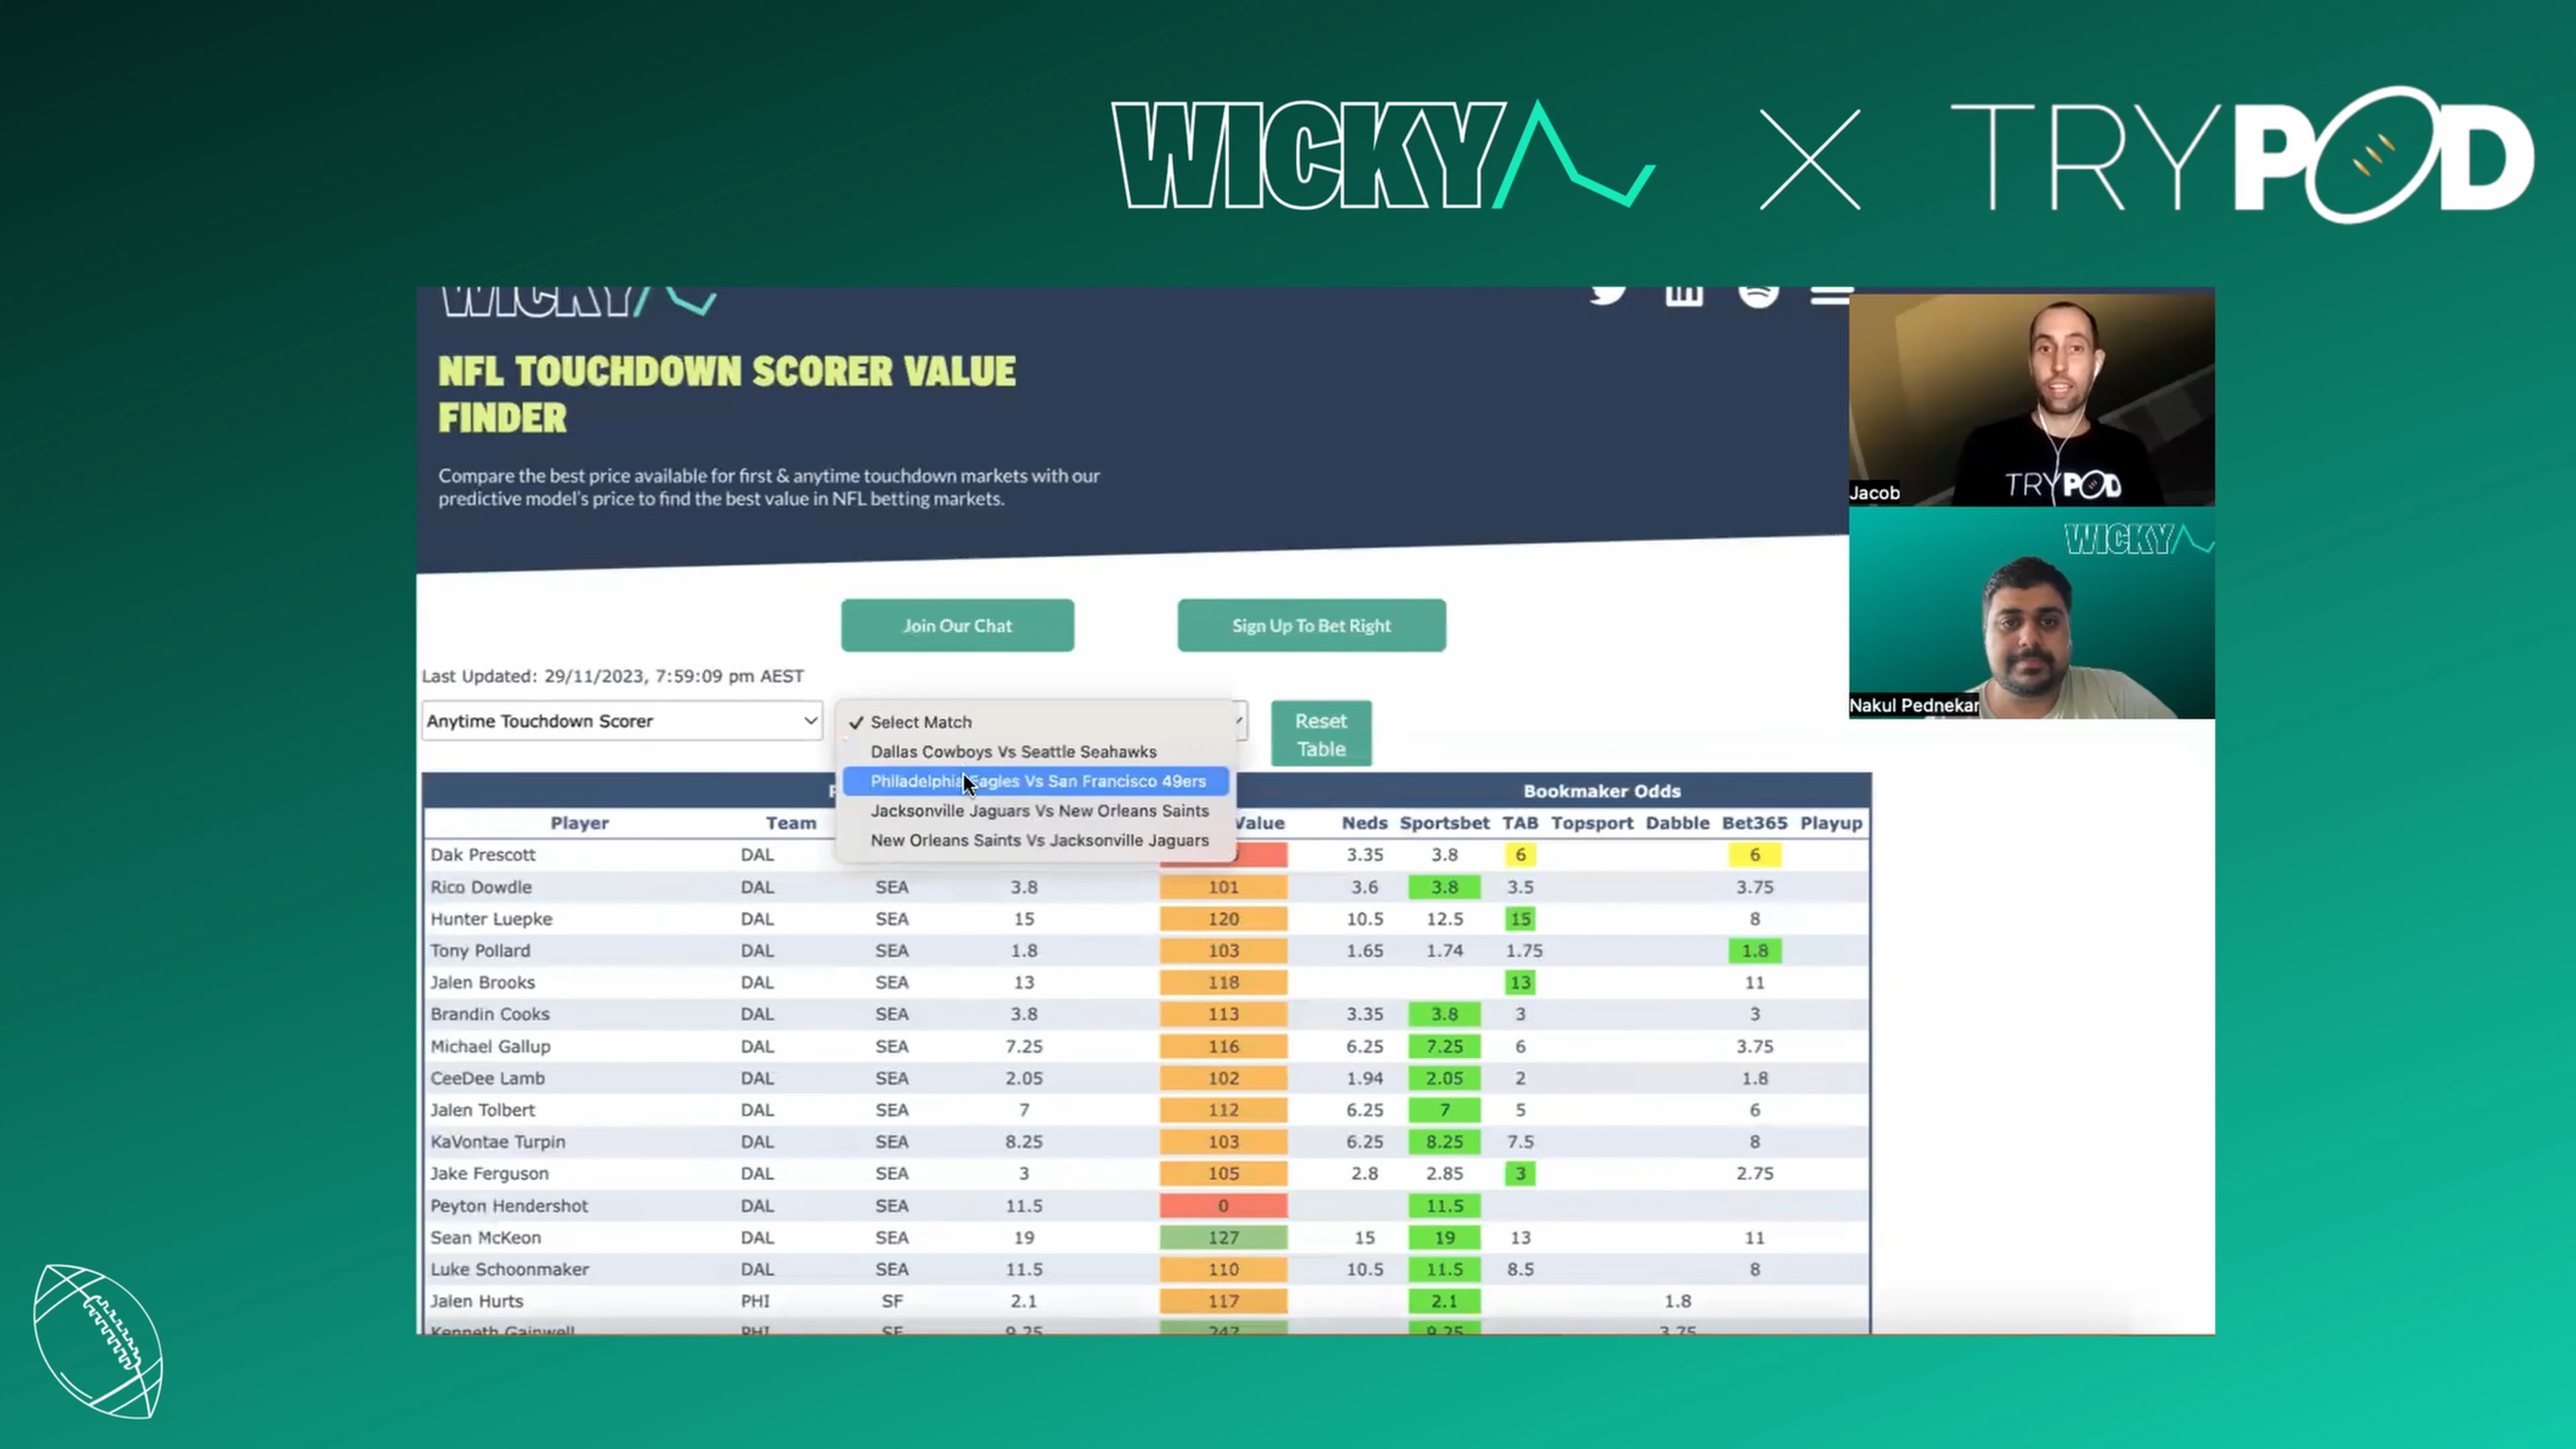 WICKY
TRYPOD
WICKY
NFL TOUCHDOWN SCORER VALUE
FINDER
Compare the best price available for first & anytime touchdown markets with our
predictive model's price to find the best value in NFL betting markets.
Jacob
TRYPOD
WICKY
Nakul Pednekar
Join Our Chat
Sign Up To Bet Right
Last Updated: 29/11/2023, 7:59:09 pm AEST
Anytime Touchdown Scorer
✓ Select Match
Dallas Cowboys Vs Seattle Seahawks
Philadelphia Eagles Vs San Francisco 49ers
Jacksonville Jaguars Vs New Orleans Saints
New Orleans Saints Vs Jacksonville Jaguars
Reset
Table
Bookmaker Odds
Player Team Value Neds Sportsbet TAB Topsport Dabble Bet365 Playup
Dak Prescott DAL 3.35 3.8 6 6
Rico Dowdle DAL SEA 3.8 101 3.6 3.8 3.5 3.75
Hunter Luepke DAL SEA 15 120 10.5 12.5 15 8
Tony Pollard DAL SEA 1.8 103 1.65 1.74 1.75 1.8
Jalen Brooks DAL SEA 13 118 13 11
Brandin Cooks DAL SEA 3.8 113 3.35 3.8 3 3
Michael Gallup DAL SEA 7.25 116 6.25 7.25 6 3.75
CeeDee Lamb DAL SEA 2.05 102 1.94 2.05 2 1.8
Jalen Tolbert DAL SEA 7 112 6.25 7 5 6
KaVontae Turpin DAL SEA 8.25 103 6.25 8.25 7.5 8
Jake Ferguson DAL SEA 3 105 2.8 2.85 3 2.75
Peyton Hendershot DAL SEA 11.5 0 11.5
Sean McKeon DAL SEA 19 127 15 19 13 11
Luke Schoonmaker DAL SEA 11.5 110 10.5 11.5 8.5 8
Jalen Hurts PHI SF 2.1 117 2.1 1.8
Kenneth Gainwell PHI SF 9.25 242 9.25 3.75